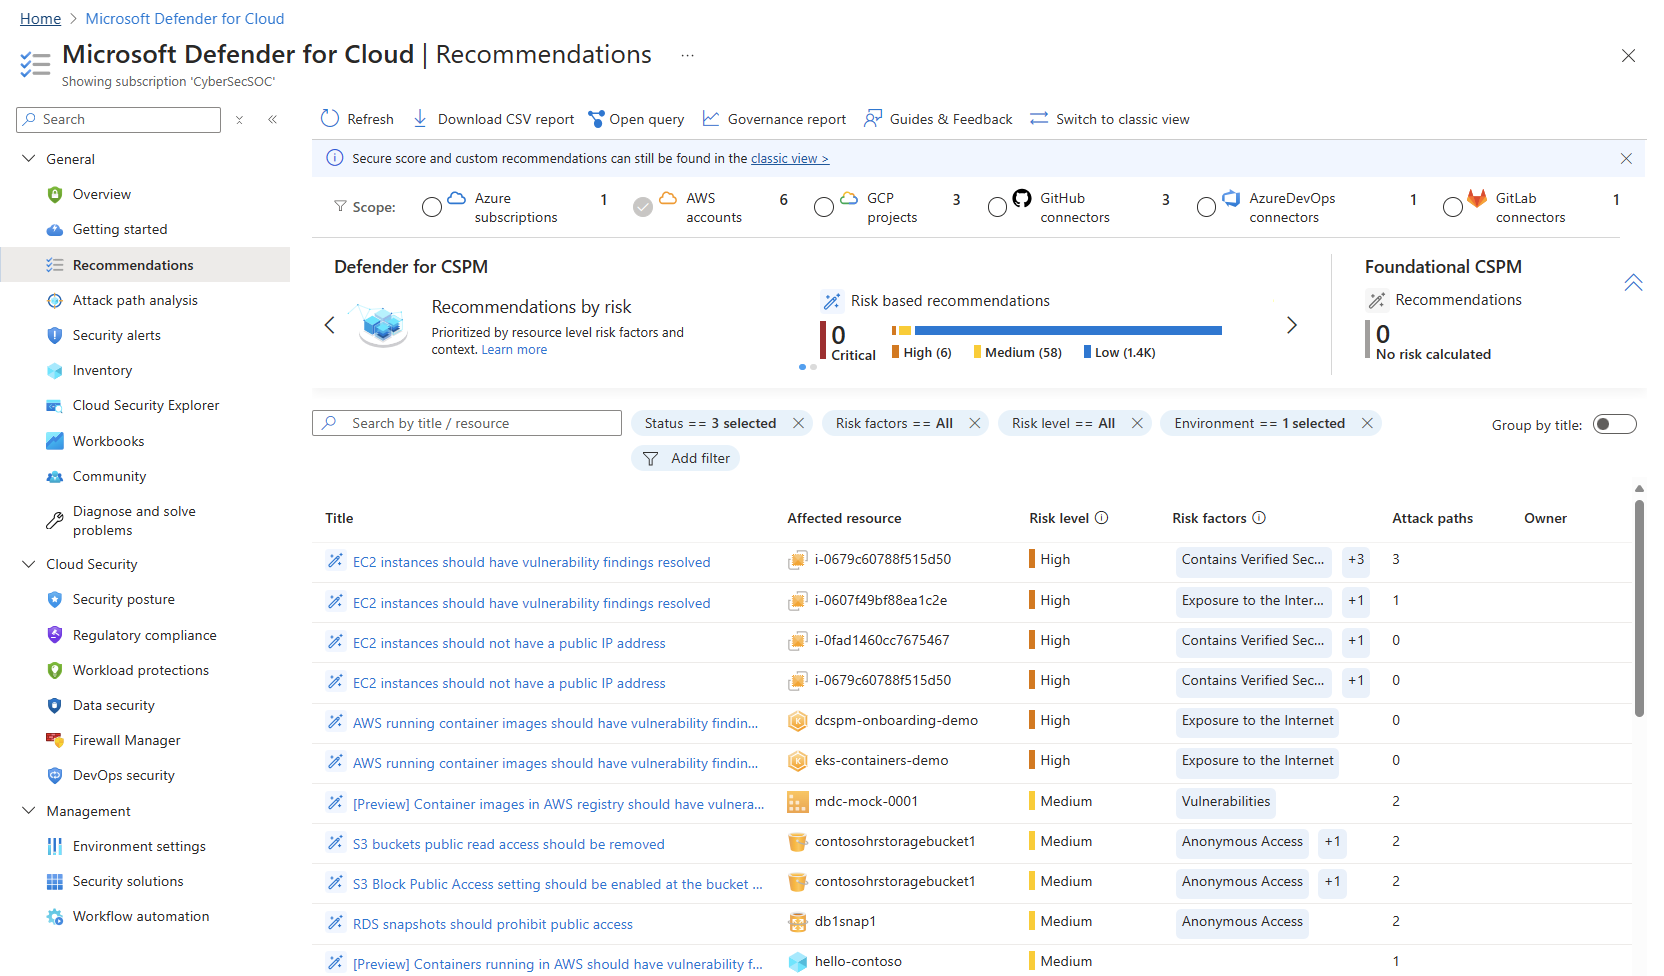 Home > Microsoft Defender for Cloud
Microsoft Defender for Cloud | Recommendations ...
Showing subscription 'CyberSecSOC'
Search
General
Overview
Getting started
Recommendations
Attack path analysis
Security alerts
Inventory
Cloud Security Explorer
Workbooks
Community
Diagnose and solve
problems
Cloud Security
Security posture
Regulatory compliance
Workload protections
Data security
Firewall Manager
DevOps security
Management
Environment settings
Security solutions
Workflow automation
Refresh Download CSV report Open query Governance report Guides & Feedback Switch to classic view
Secure score and custom recommendations can still be found in the classic view >
Scope:
Azure
subscriptions
1
AWS
accounts
6
GCP
projects
3
GitHub
connectors
3
AzureDevOps
connectors
1
GitLab
connectors
1
Defender for CSPM
Recommendations by risk
Prioritized by resource level risk factors and
context. Learn more
Risk based recommendations
0
Critical
High (6) Medium (58) Low (1.4K)
Foundational CSPM
Recommendations
0
No risk calculated
Search by title / resource
Status == 3 selected
Risk factors == All
Risk level == All
Environment == 1 selected
Add filter
Group by title:
Title Affected resource Risk level Risk factors Attack paths Owner
EC2 instances should have vulnerability findings resolved i-0679c60788f515d50 High Contains Verified Sec... +3 3
EC2 instances should have vulnerability findings resolved i-0607f49bf88ea1c2e High Exposure to the Inter... +1 1
EC2 instances should not have a public IP address i-0fad1460cc7675467 High Contains Verified Sec... +1 0
EC2 instances should not have a public IP address i-0679c60788f515d50 High Contains Verified Sec... +1 0
AWS running container images should have vulnerability findin... dcspm-onboarding-demo High Exposure to the Internet 0
AWS running container images should have vulnerability findin... eks-containers-demo High Exposure to the Internet 0
[Preview] Container images in AWS registry should have vulnera... mdc-mock-0001 Medium Vulnerabilities 2
S3 buckets public read access should be removed contosohrstoragebucket1 Medium Anonymous Access +1 2
S3 Block Public Access setting should be enabled at the bucket ... contosohrstoragebucket1 Medium Anonymous Access +1 2
RDS snapshots should prohibit public access db1snap1 Medium Anonymous Access 2
[Preview] Containers running in AWS should have vulnerability f... hello-contoso Medium 1